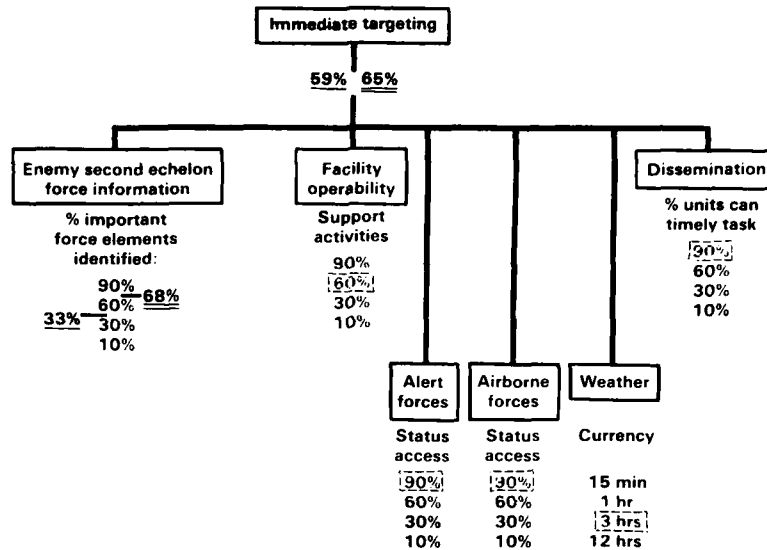 Immediate targeting
59% 65%
Enemy second echelon
force information
% important
force elements
identified:
90%
68%
60%
33%
30%
10%
Facility
operability
Support
activities
90%
60%
30%
10%
Dissemination
% units can
timely task
90%
60%
30%
10%
Alert
forces
Status
access
90%
60%
30%
10%
Airborne
forces
Status
access
90%
60%
30%
10%
Weather
Currency
15 min
1 hr
3 hrs
12 hrs